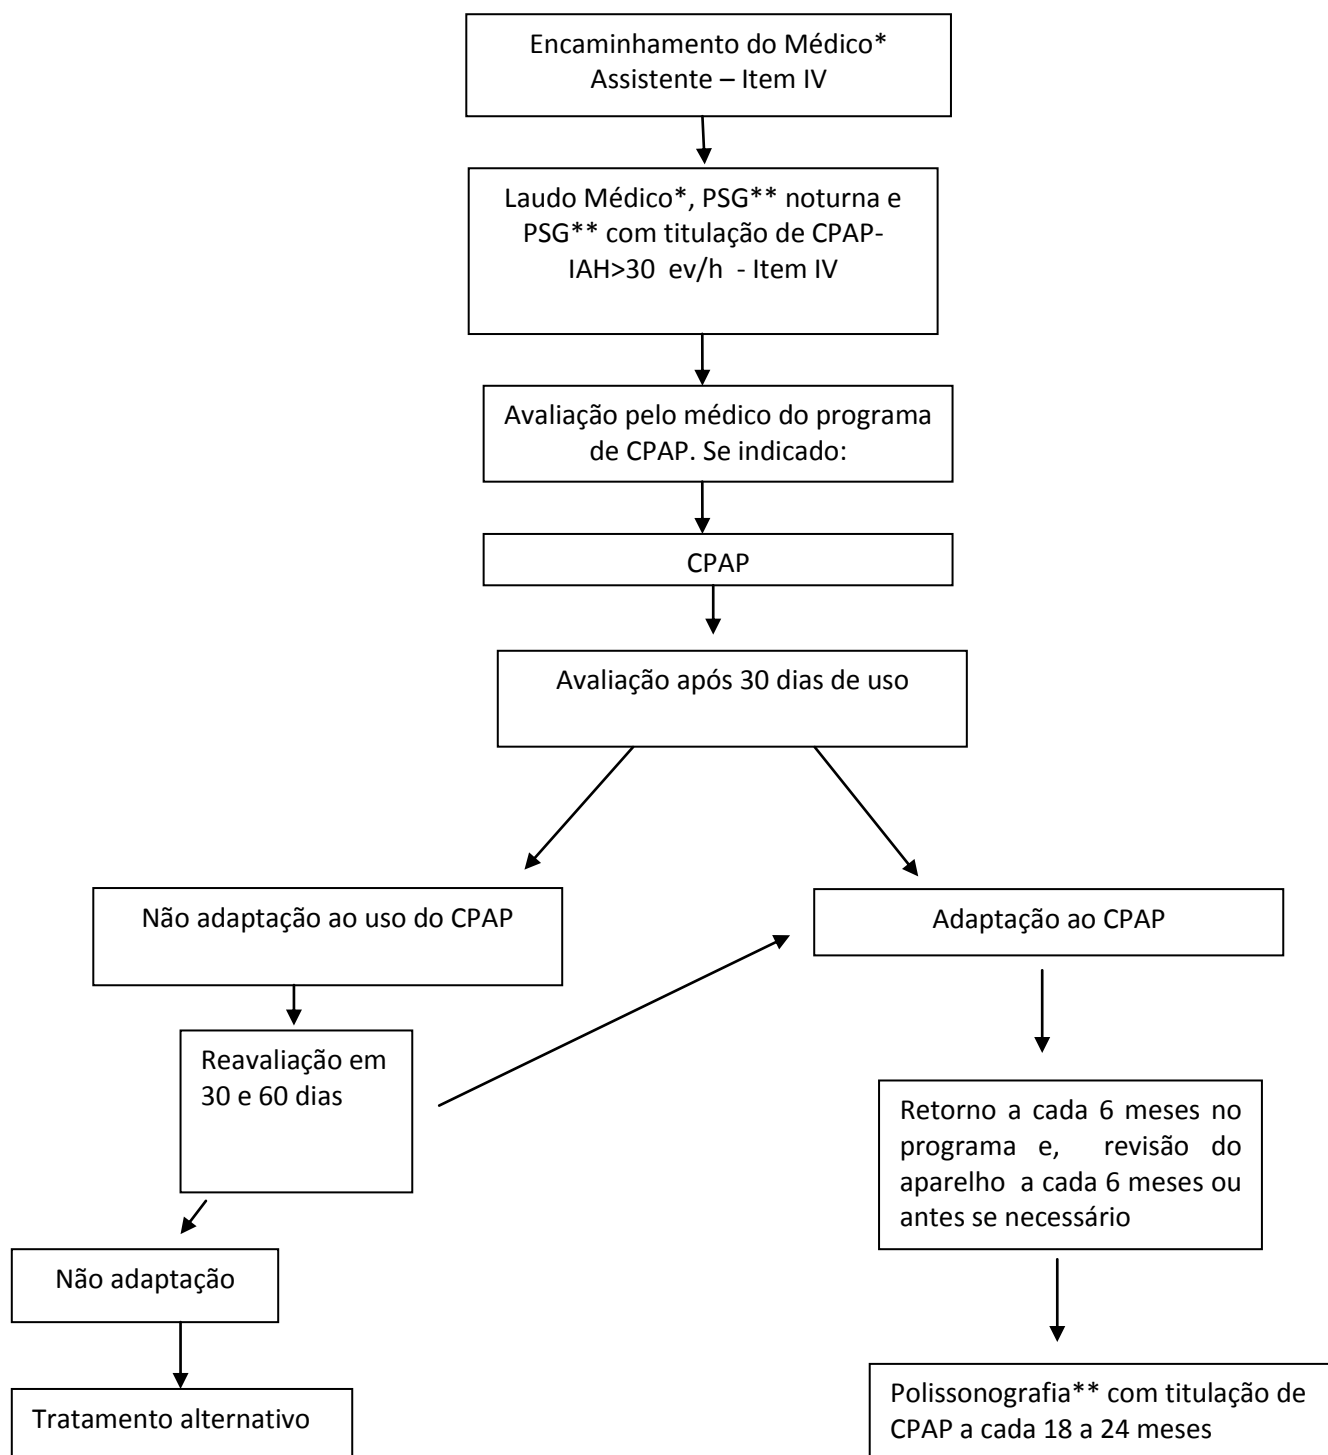 Encaminhamento do Médico*
Assistente – Item IV
Laudo Médico*, PSG** noturna e
PSG** com titulação de CPAP-
IAH>30 ev/h - Item IV
Avaliação pelo médico do programa
de CPAP. Se indicado:
CPAP
Avaliação após 30 dias de uso
Não adaptação ao uso do CPAP
Adaptação ao CPAP
Reavaliação em
30 e 60 dias
Retorno a cada 6 meses no
programa e, revisão do
aparelho a cada 6 meses ou
antes se necessário
Não adaptação
Tratamento alternativo
Polissonografia** com titulação de
CPAP a cada 18 a 24 meses